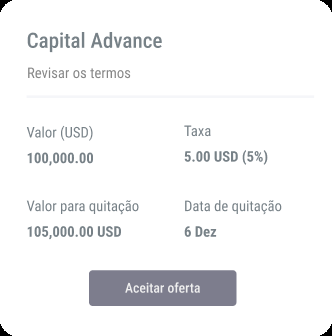 Capital Advance
Revisar os termos
Valor (USD)
100,000.00
Taxa
5.00 USD (5%)
Valor para quitação
105,000.00 USD
Data de quitação
6 Dez
Aceitar oferta